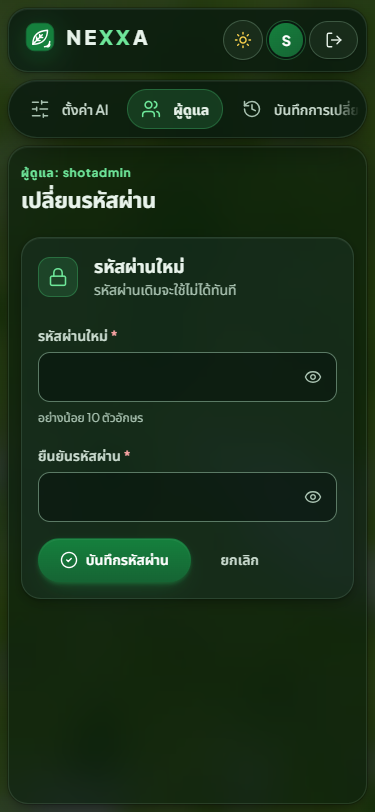 NEXXA
S
ตั้งค่า AI
ผู้ดูแล
บันทึกการเปลี่ย
ผู้ดูแล: shotadmin
เปลี่ยนรหัสผ่าน
รหัสผ่านใหม่
รหัสผ่านเดิมจะใช้ไม่ได้ทันที
รหัสผ่านใหม่ *
อย่างน้อย 10 ตัวอักษร
ยืนยันรหัสผ่าน *
บันทึกรหัสผ่าน
ยกเลิก